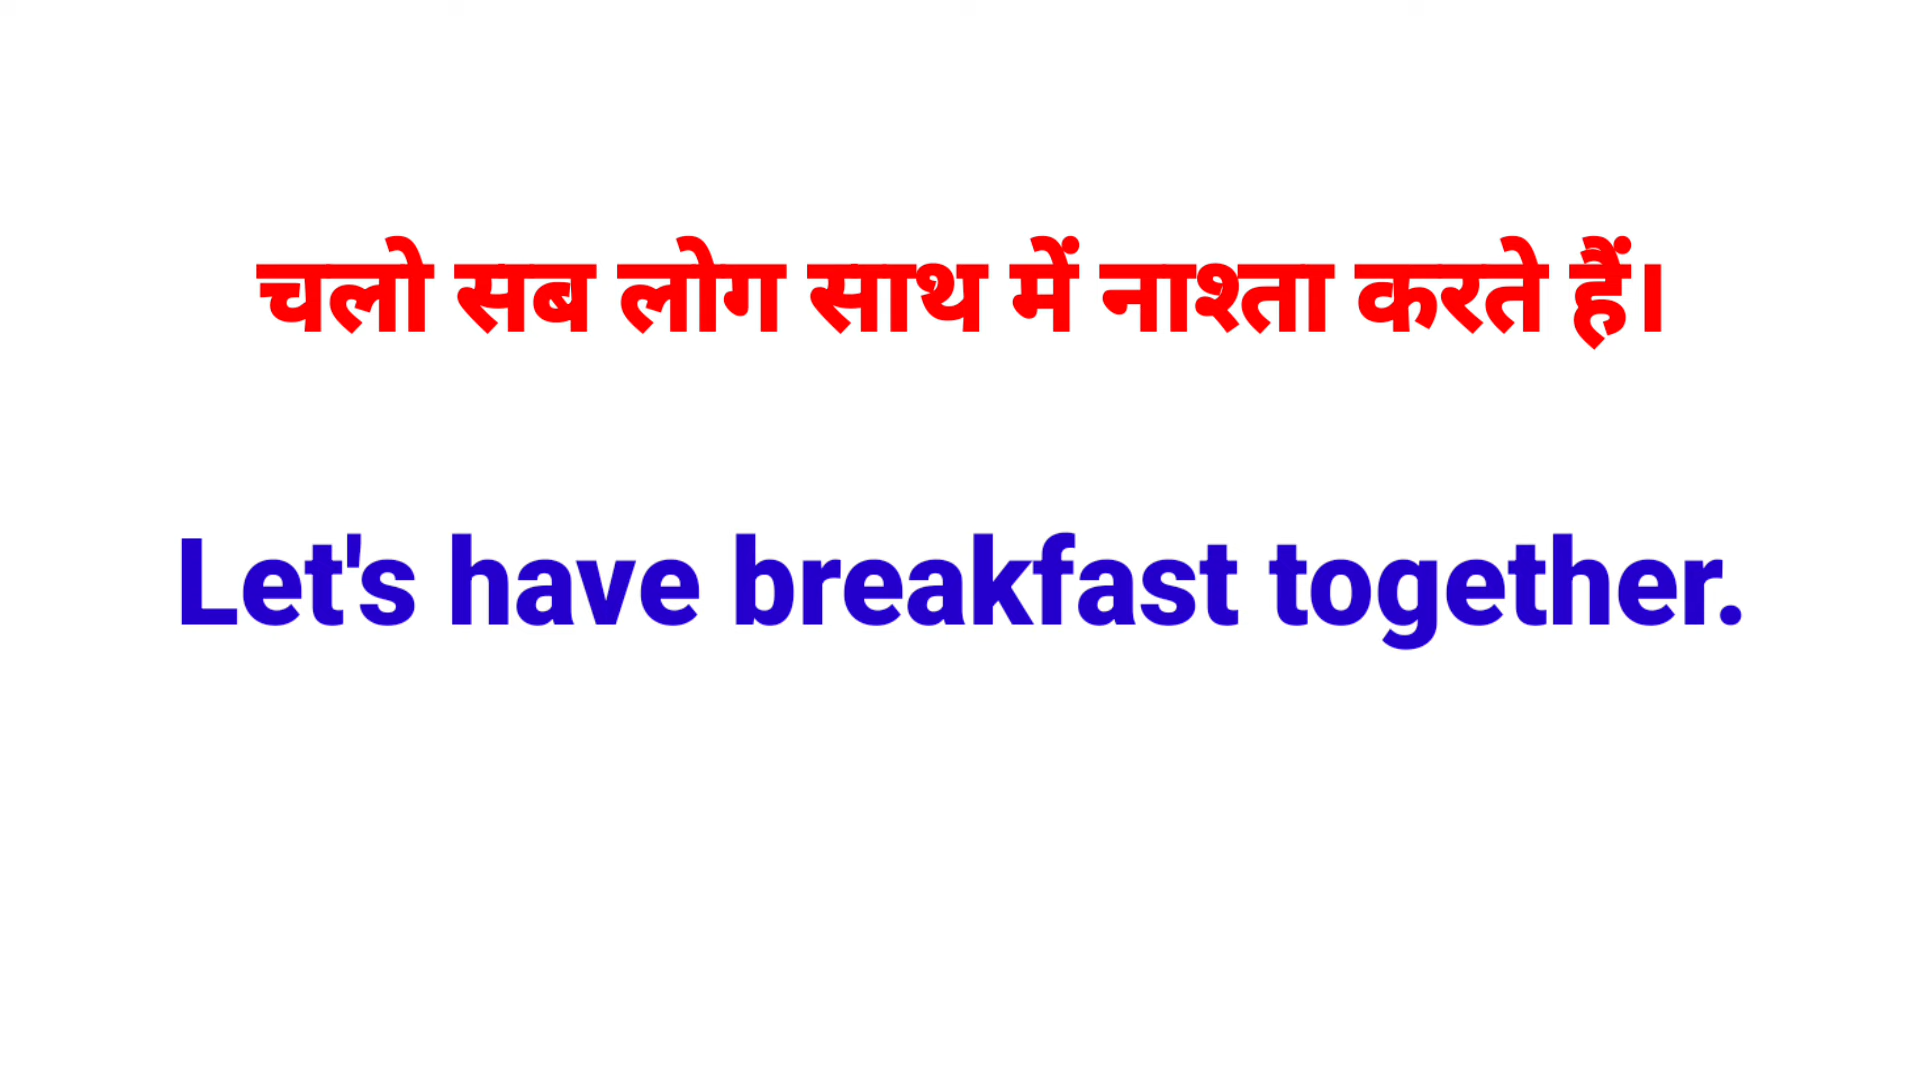 चलो सब लोग साथ में नाश्ता करते हैं।
Let's have breakfast together.